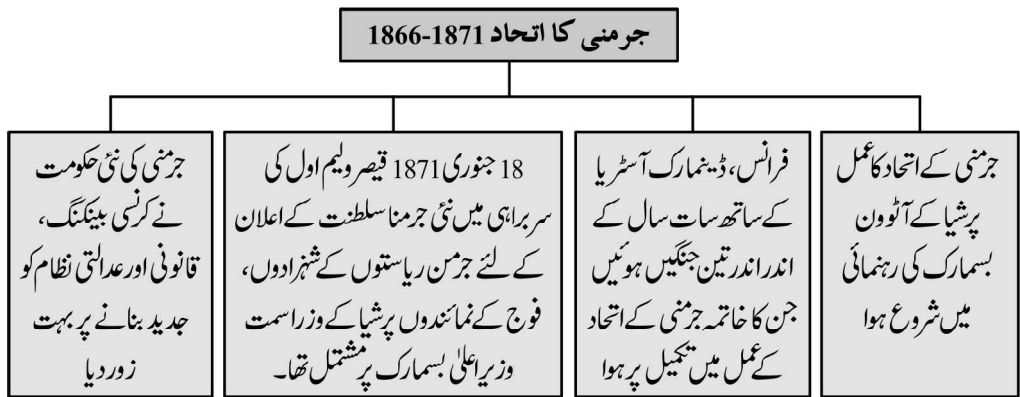 جرمنی کا اتحاد 1871-1866
جرمنی کے اتحاد کا عمل
پرشیا کے آٹوون
بسمارک کی رہنمائی
میں شروع ہوا
فرانس، ڈینمارک آسٹریا
کے ساتھ سات سال کے
اندر اندر تین جنگیں ہوئیں
جن کا خاتمہ جرمنی کے اتحاد
کے عمل میں تکمیل پر ہوا
18 جنوری 1871 قیصر ولیم اول کی
سربراہی میں نئی جرمنا سلطنت کے اعلان
کے لئے جرمن ریاستوں کے شہزادوں،
فوج کے نمائندوں پرشیا کے وزرا سمت
وزیر اعلیٰ بسمارک پر مشتمل تھا۔
جرمنی کی نئی حکومت
نے کرنسی بینکنگ،
قانونی اور عدالتی نظام کو
جدید بنانے پر بہت
زور دیا